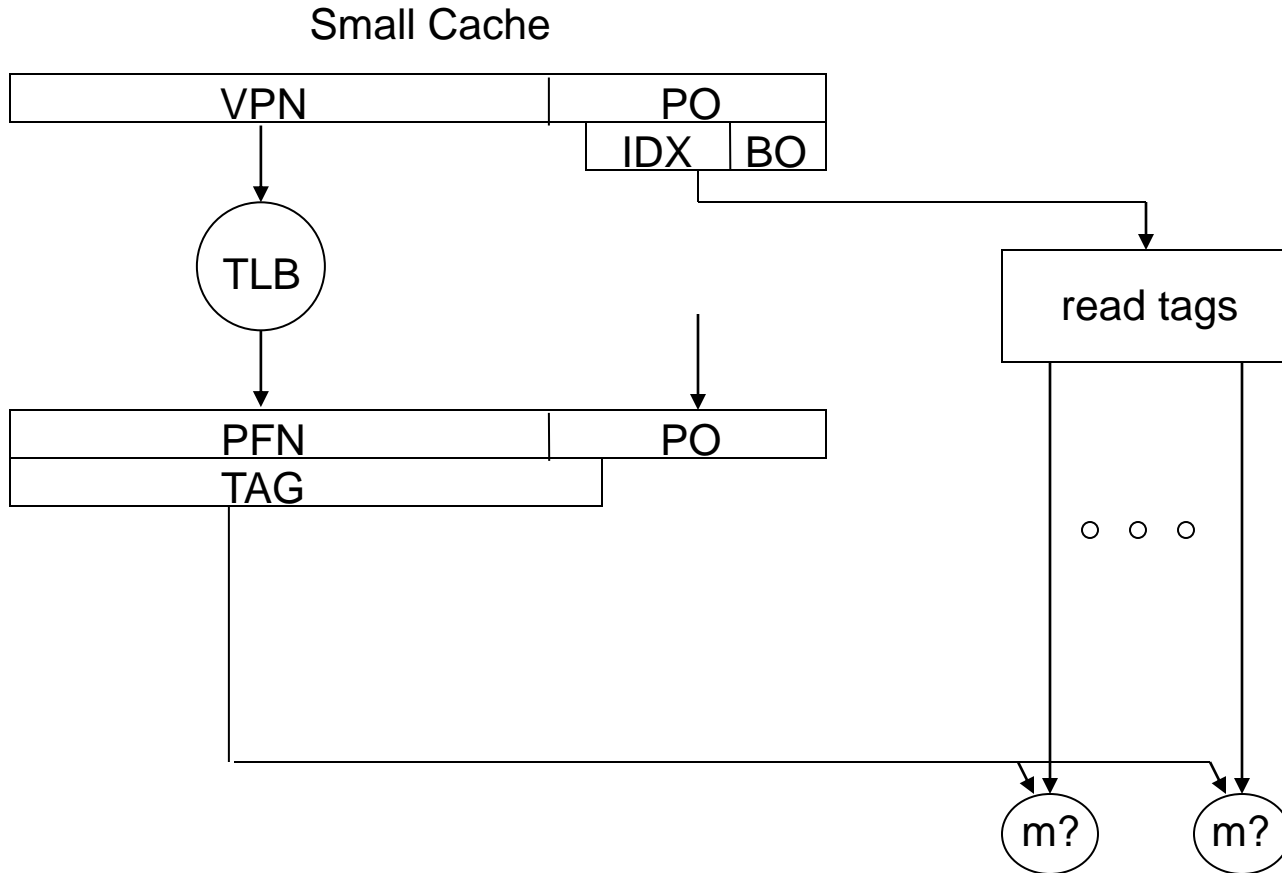 Small Cache
VPN PO
IDX BO
TLB
read tags
PFN PO
TAG
m? m?